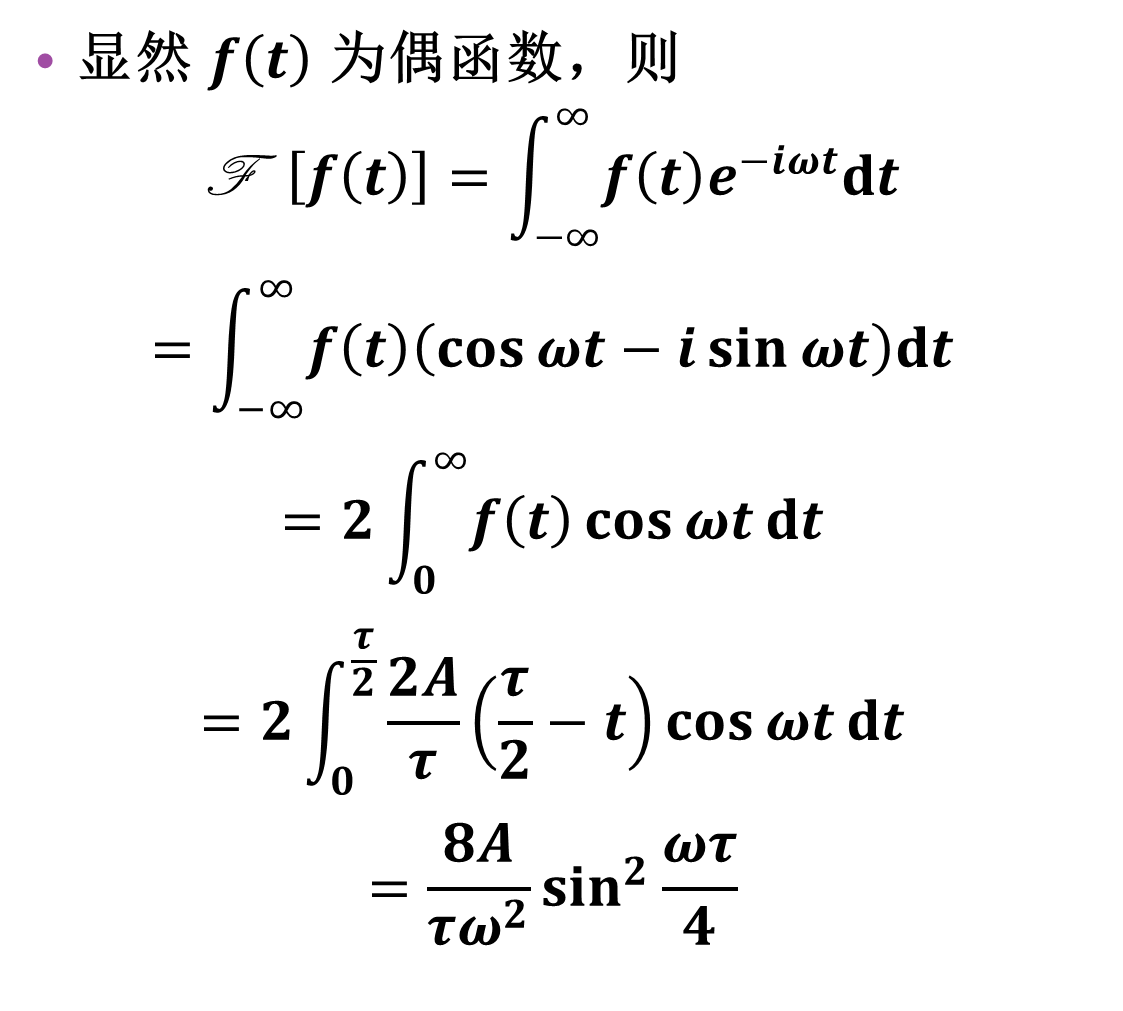 • 显然 f(t) 为偶函数，则
ℱ [f(t)] = ∫_{−∞}^{∞} f(t)e^{−iωt}dt
= ∫_{−∞}^{∞} f(t)(cos ωt − i sin ωt)dt
= 2 ∫_{0}^{∞} f(t) cos ωt dt
= 2 ∫_{0}^{τ/2} 2A/τ (τ/2 − t) cos ωt dt
= 8A/τω² sin² ωτ/4